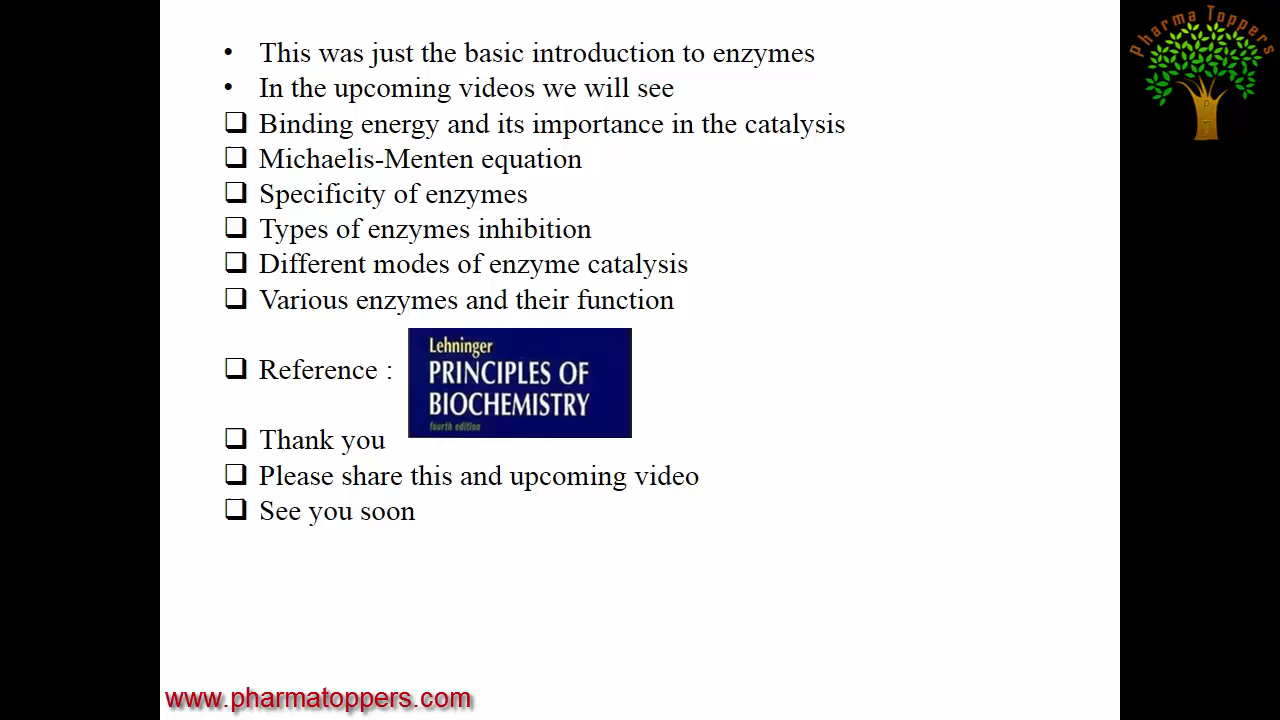 • This was just the basic introduction to enzymes
• In the upcoming videos we will see
❑ Binding energy and its importance in the catalysis
❑ Michaelis-Menten equation
❑ Specificity of enzymes
❑ Types of enzymes inhibition
❑ Different modes of enzyme catalysis
❑ Various enzymes and their function
❑ Reference :
Lehninger
PRINCIPLES OF
BIOCHEMISTRY
fourth edition
❑ Thank you
❑ Please share this and upcoming video
❑ See you soon
www.pharmatoppers.com
Pharma Toppers
P
T